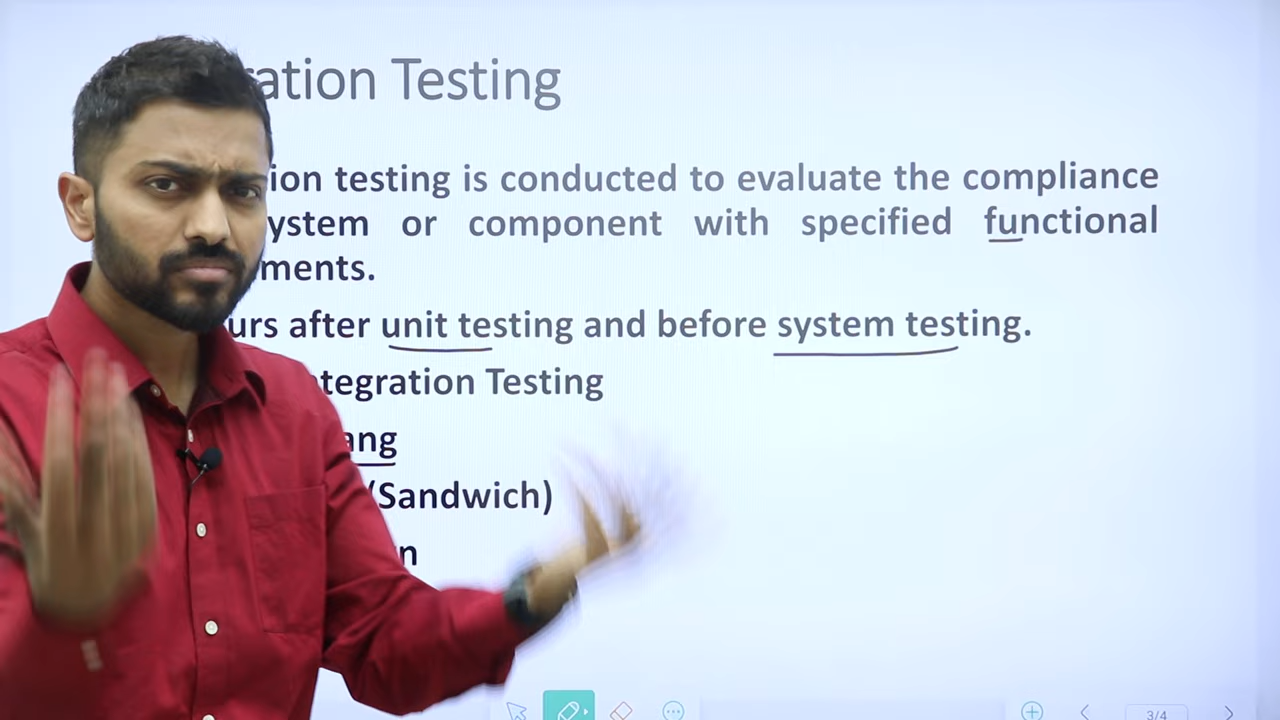 ration Testing
ion testing is conducted to evaluate the compliance
ystem or component with specified functional
ments.
urs after unit testing and before system testing.
ntegration Testing
ang
(Sandwich)
n
3/4